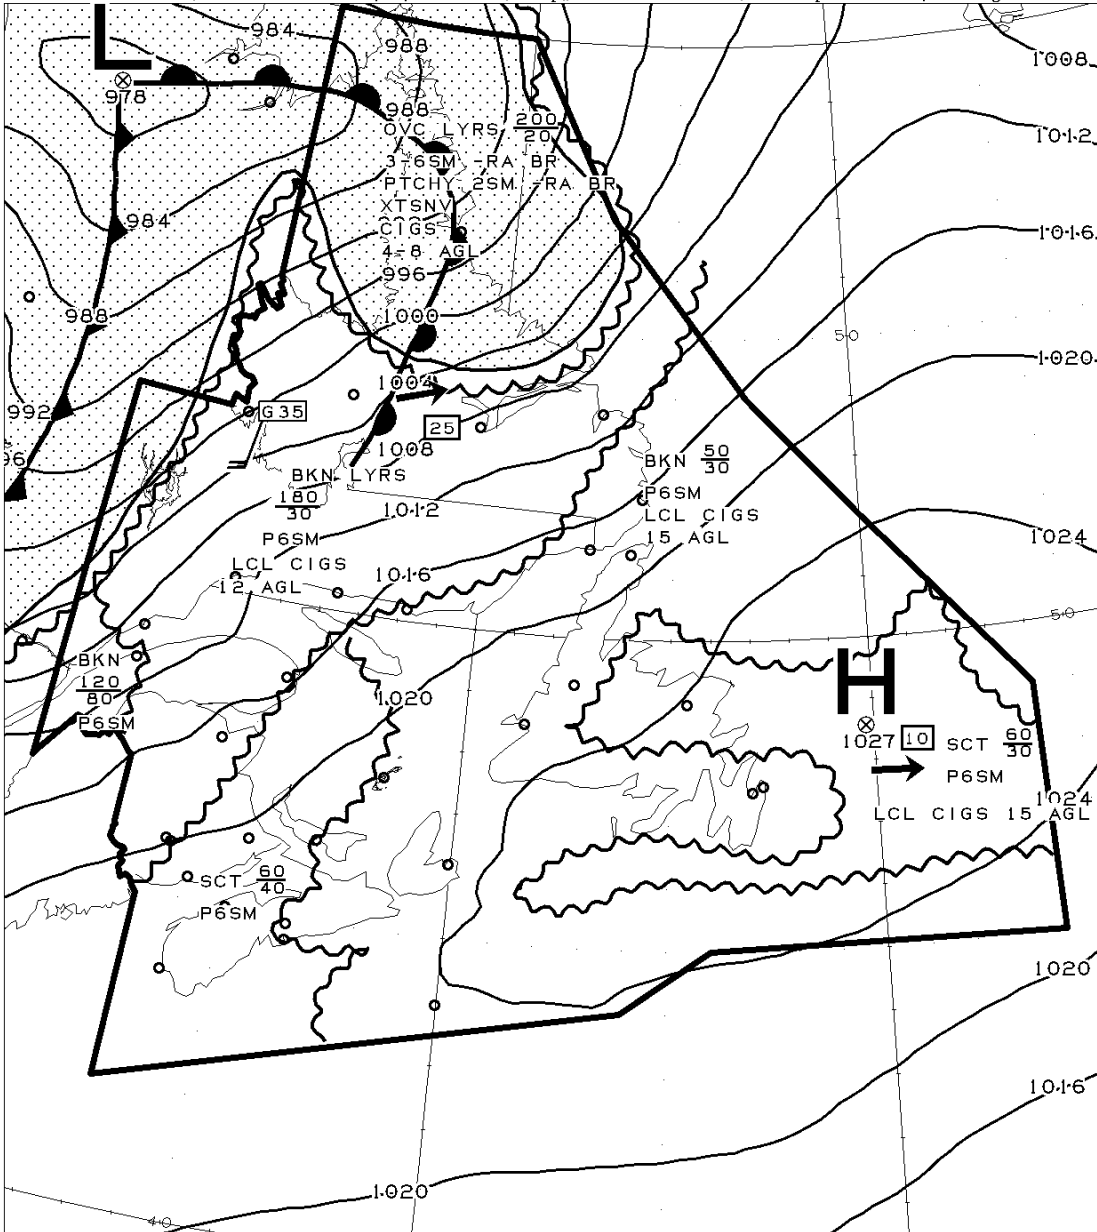 984
988
1008
978
988
OVC LYRS 200
20
3-6SM -RA BR
PTCHY 2SM -RA BR
XTSNV
CIGS
4-8 AGL
1012
984
1016
996
988
1000
50
1020
1004
992
96
G35
25
1008
BKN LYRS
180
30
P6SM
LCL CIGS
12 AGL
BKN 50
30
P6SM
LCL CIGS
15 AGL
1012
1024
1016
50
BKN
120
80
P6SM
1020
H
1027
10
SCT 60
30
P6SM
LCL CIGS 15 AGL
1024
SCT 60
40
P6SM
1020
1016
1020
40
L